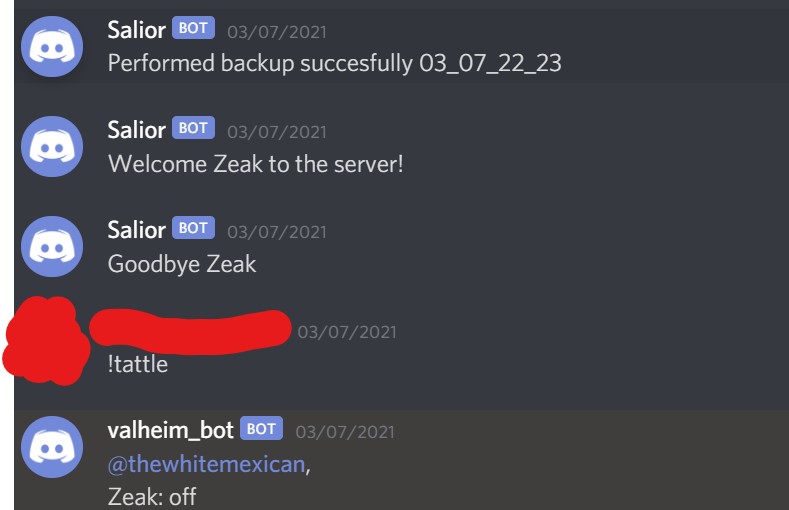 Salior BOT 03/07/2021
Performed backup succesfully 03_07_22_23
Salior BOT 03/07/2021
Welcome Zeak to the server!
Salior BOT 03/07/2021
Goodbye Zeak
03/07/2021
!tattle
valheim_bot BOT 03/07/2021
@thewhitemexican,
Zeak: off